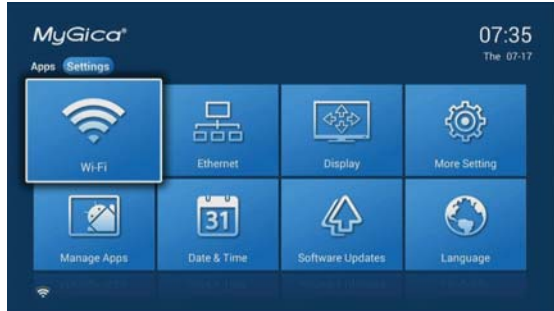 MyGica®
07:35
The 07-17
Apps Settings
Wi-Fi
Ethernet
Display
More Setting
31
Manage Apps
Date & Time
Software Updates
Language